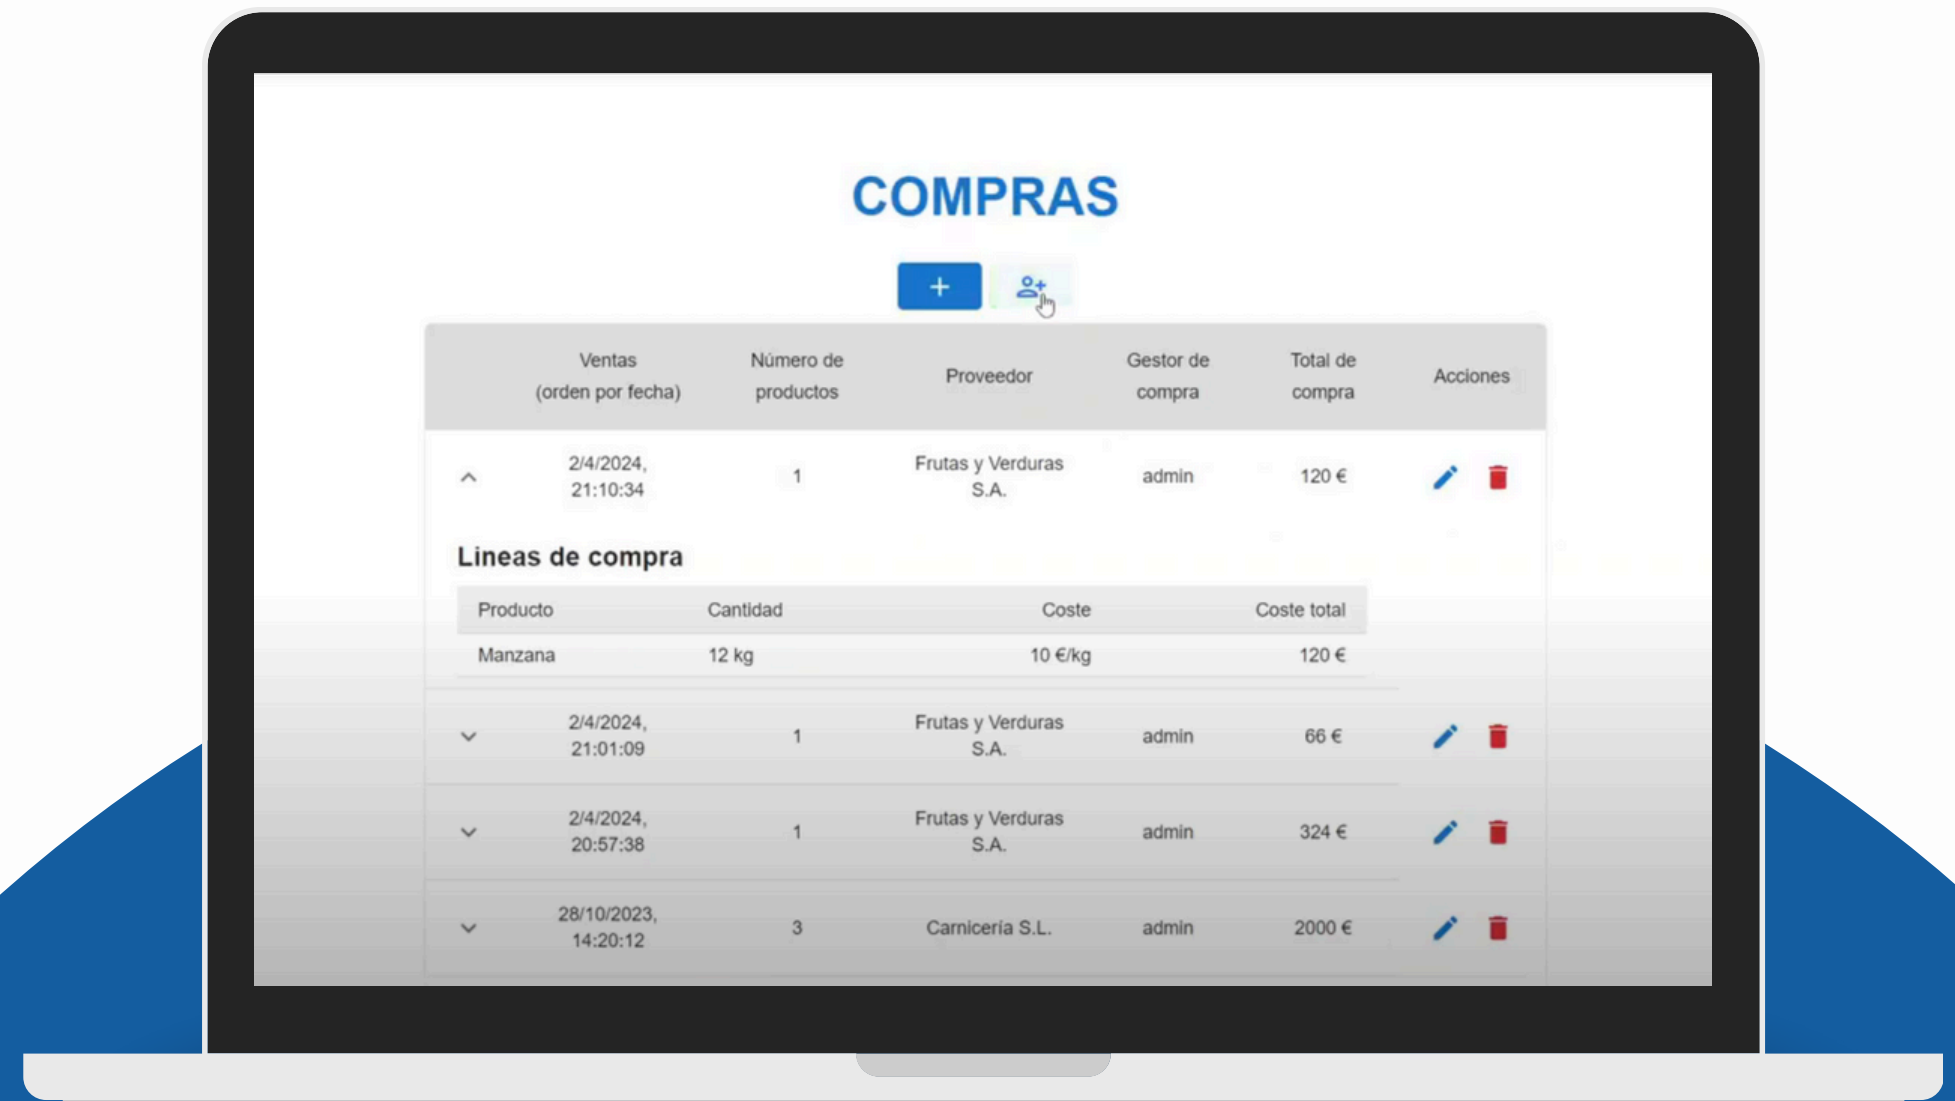 COMPRAS
+
Ventas
(orden por fecha)
Número de
productos
Proveedor
Gestor de
compra
Total de
compra
Acciones
2/4/2024,
21:10:34
1
Frutas y Verduras
S.A.
admin
120 €
Lineas de compra
Producto Cantidad Coste Coste total
Manzana 12 kg 10 €/kg 120 €
2/4/2024,
21:01:09
1
Frutas y Verduras
S.A.
admin
66 €
2/4/2024,
20:57:38
1
Frutas y Verduras
S.A.
admin
324 €
28/10/2023,
14:20:12
3
Carnicería S.L.
admin
2000 €